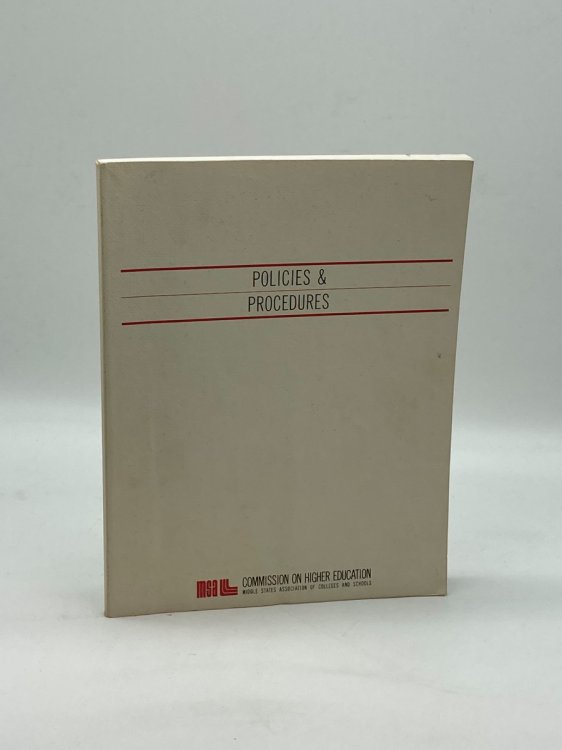 POLICIES &
PROCEDURES
msa COMMISSION ON HIGHER EDUCATION
MIDDLE STATES ASSOCIATION OF COLLEGES AND SCHOOLS